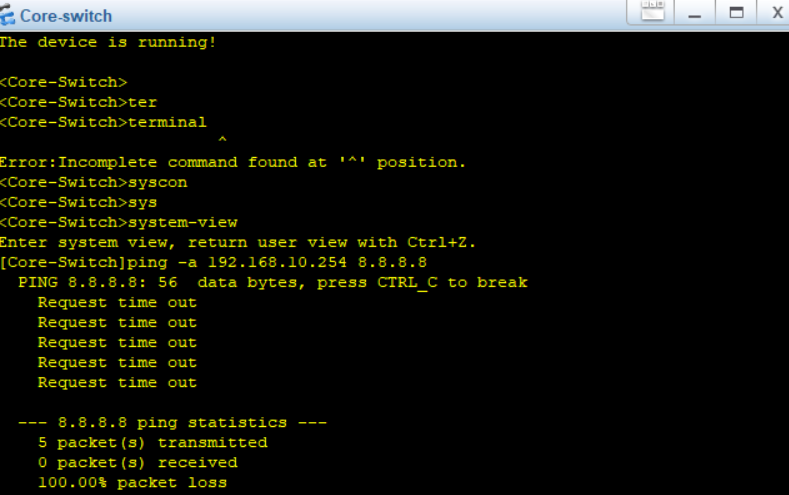 Core-switch
The device is running!
<Core-Switch>
<Core-Switch>ter
<Core-Switch>terminal
^
Error:Incomplete command found at '^' position.
<Core-Switch>syscon
<Core-Switch>sys
<Core-Switch>system-view
Enter system view, return user view with Ctrl+Z.
[Core-Switch]ping -a 192.168.10.254 8.8.8.8
PING 8.8.8.8: 56  data bytes, press CTRL_C to break
Request time out
Request time out
Request time out
Request time out
Request time out
--- 8.8.8.8 ping statistics ---
5 packet(s) transmitted
0 packet(s) received
100.00% packet loss